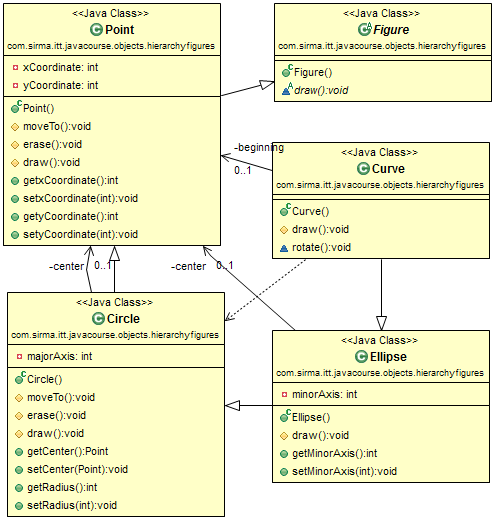 <<Java Class>>
Point
com.sirma.itt.javacourse.objects.hierarchyfigures
xCoordinate: int
yCoordinate: int
Point()
moveTo():void
erase():void
draw():void
getxCoordinate():int
setxCoordinate(int):void
getyCoordinate():int
setyCoordinate(int):void
<<Java Class>>
Figure
com.sirma.itt.javacourse.objects.hierarchyfigures
Figure()
draw():void
-beginning
0..1
<<Java Class>>
Curve
com.sirma.itt.javacourse.objects.hierarchyfigures
Curve()
draw():void
rotate():void
-center
0..1
-center
0..1
<<Java Class>>
Circle
com.sirma.itt.javacourse.objects.hierarchyfigures
majorAxis: int
Circle()
moveTo():void
erase():void
draw():void
getCenter():Point
setCenter(Point):void
getRadius():int
setRadius(int):void
<<Java Class>>
Ellipse
com.sirma.itt.javacourse.objects.hierarchyfigures
minorAxis: int
Ellipse()
draw():void
getMinorAxis():int
setMinorAxis(int):void